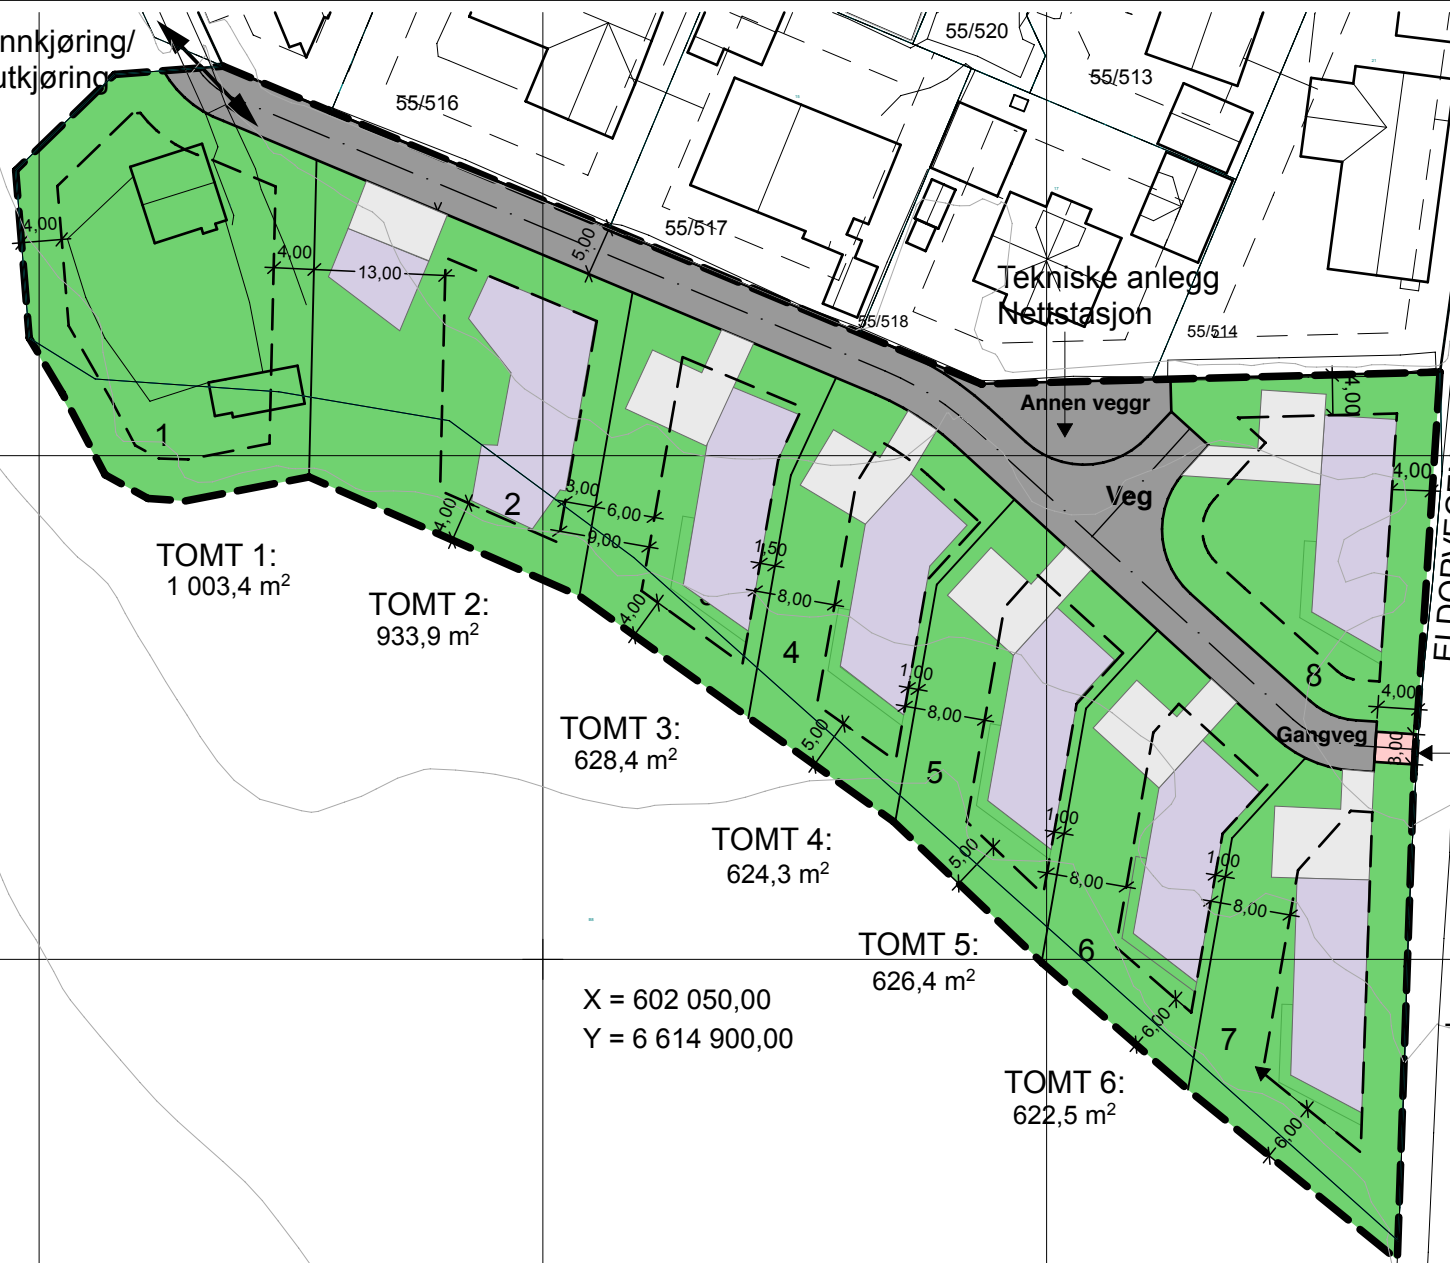 nnkjøring/
utkjøring
55/520
55/513
55/516
55/517
55/518
55/514
Tekniske anlegg
Nettstasjon
Annen veggr
Veg
Gangveg
4,00
4,00
13,00
5,00
4,00
4,00
1
2
3,00
6,00
9,00
4,00
1,50
8,00
4,00
4
1,00
8,00
5,00
5
1,00
8,00
5,00
6
1,00
8,00
6,00
7
6,00
8
4,00
3,00
TOMT 1:
1 003,4 m²
TOMT 2:
933,9 m²
TOMT 3:
628,4 m²
TOMT 4:
624,3 m²
TOMT 5:
626,4 m²
TOMT 6:
622,5 m²
X = 602 050,00
Y = 6 614 900,00